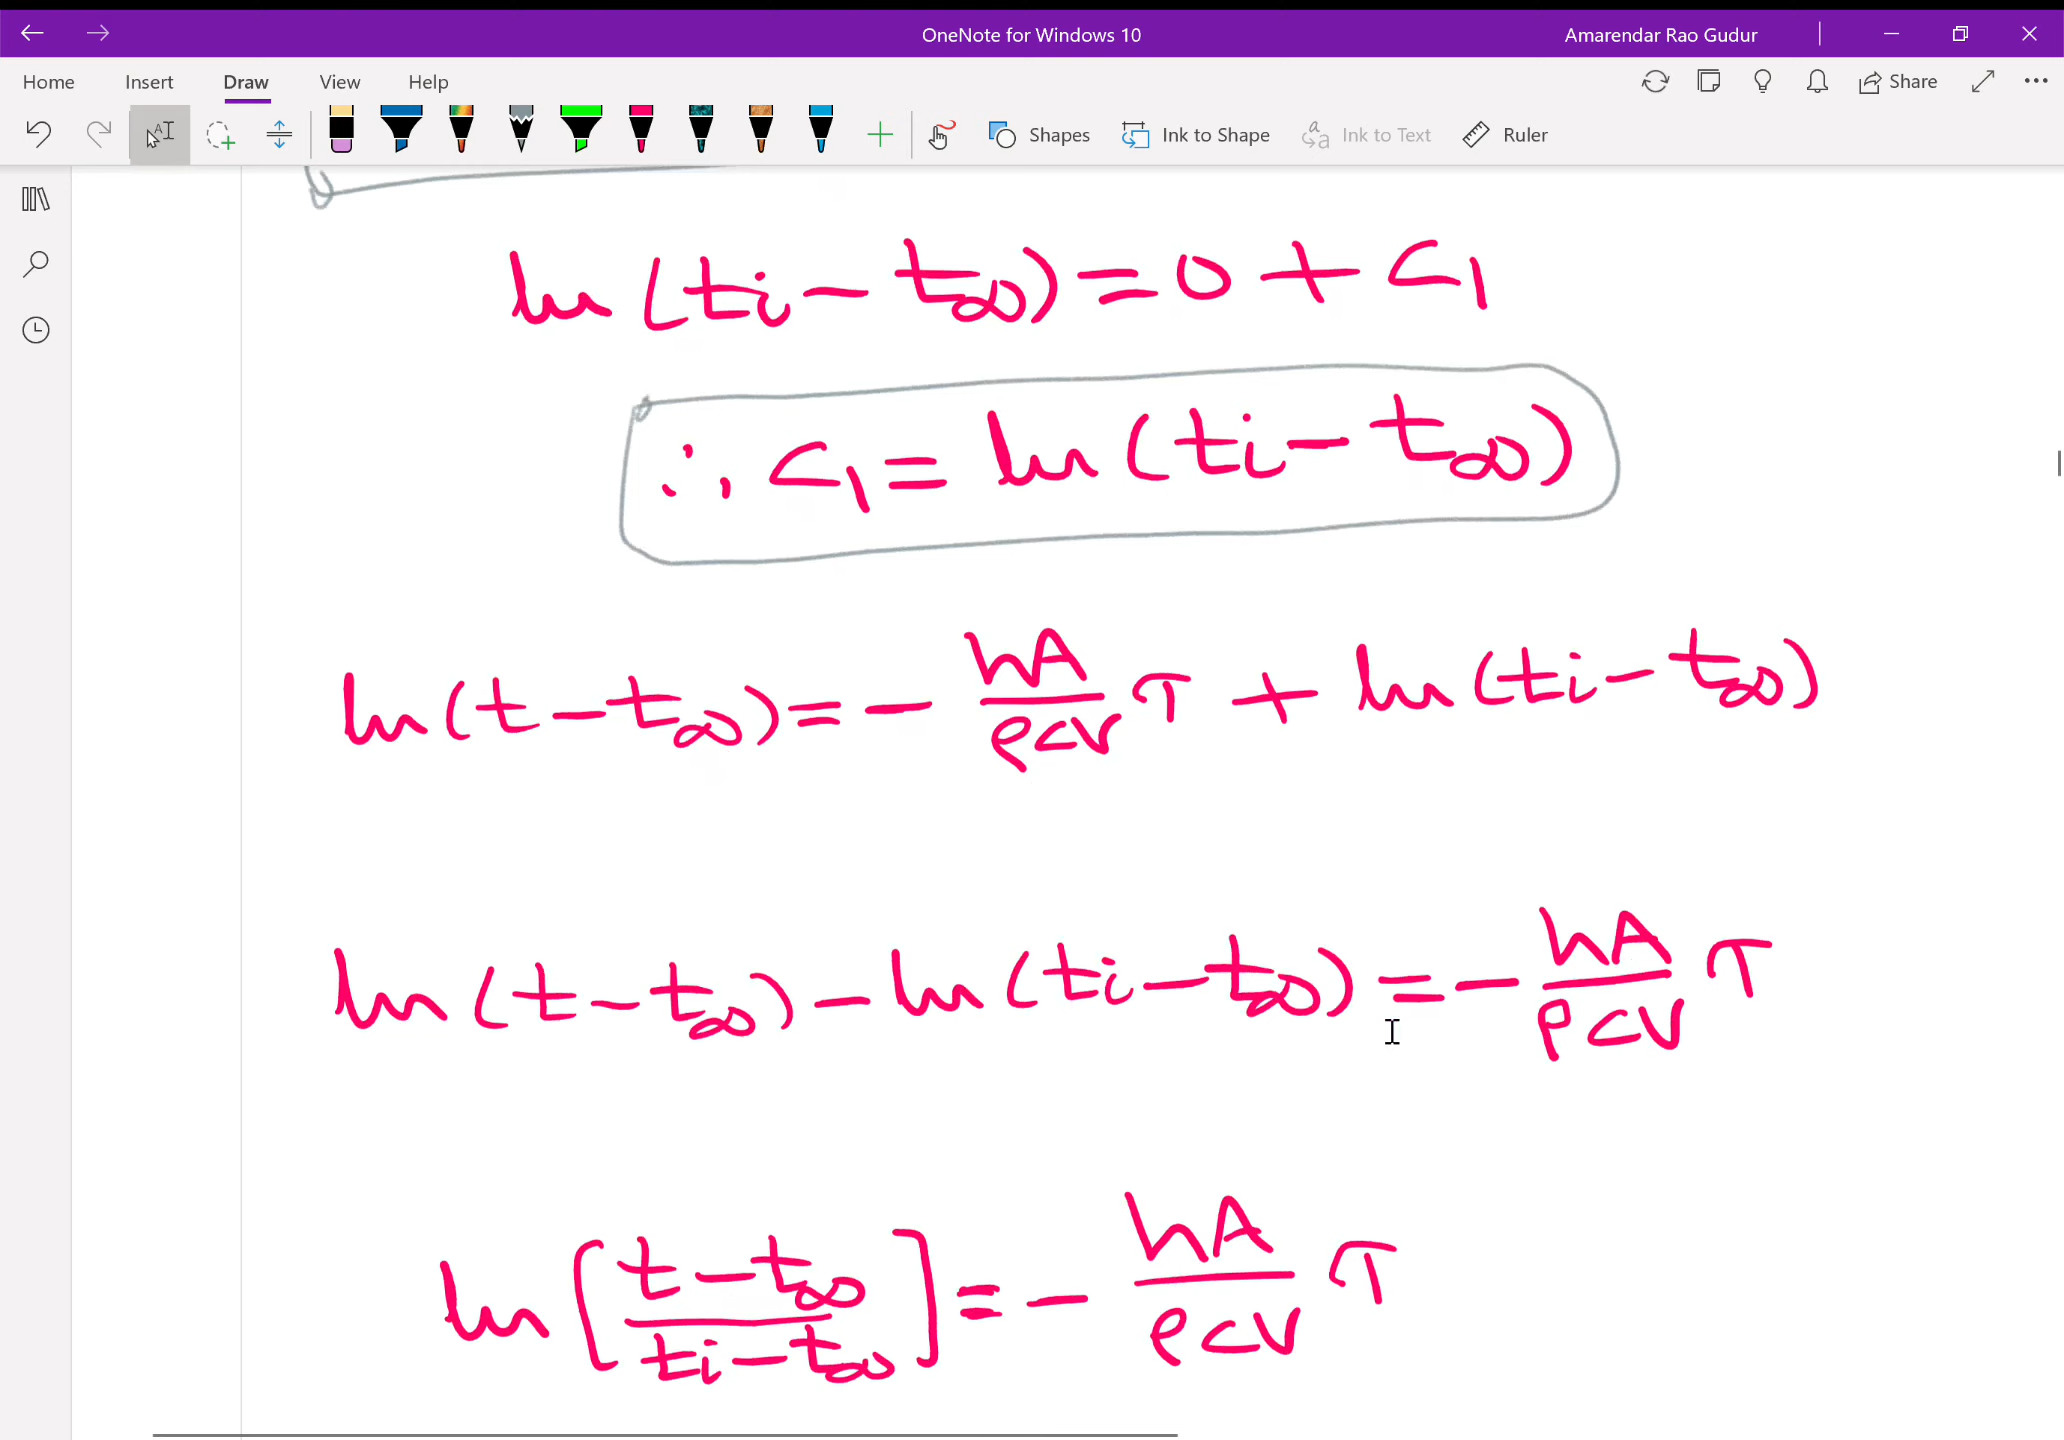 OneNote for Windows 10
Amarendar Rao Gudur
Home Insert Draw View Help
Share
Shapes Ink to Shape Ink to Text Ruler
ln (ti − t∞) = 0 + C1
∴ C1 = ln (ti − t∞)
ln (t − t∞) = − hA/ρCV τ + ln (ti − t∞)
ln (t − t∞) − ln (ti − t∞) = − hA/ρCV τ
ln [t − t∞/ti − t∞] = − hA/ρCV τ